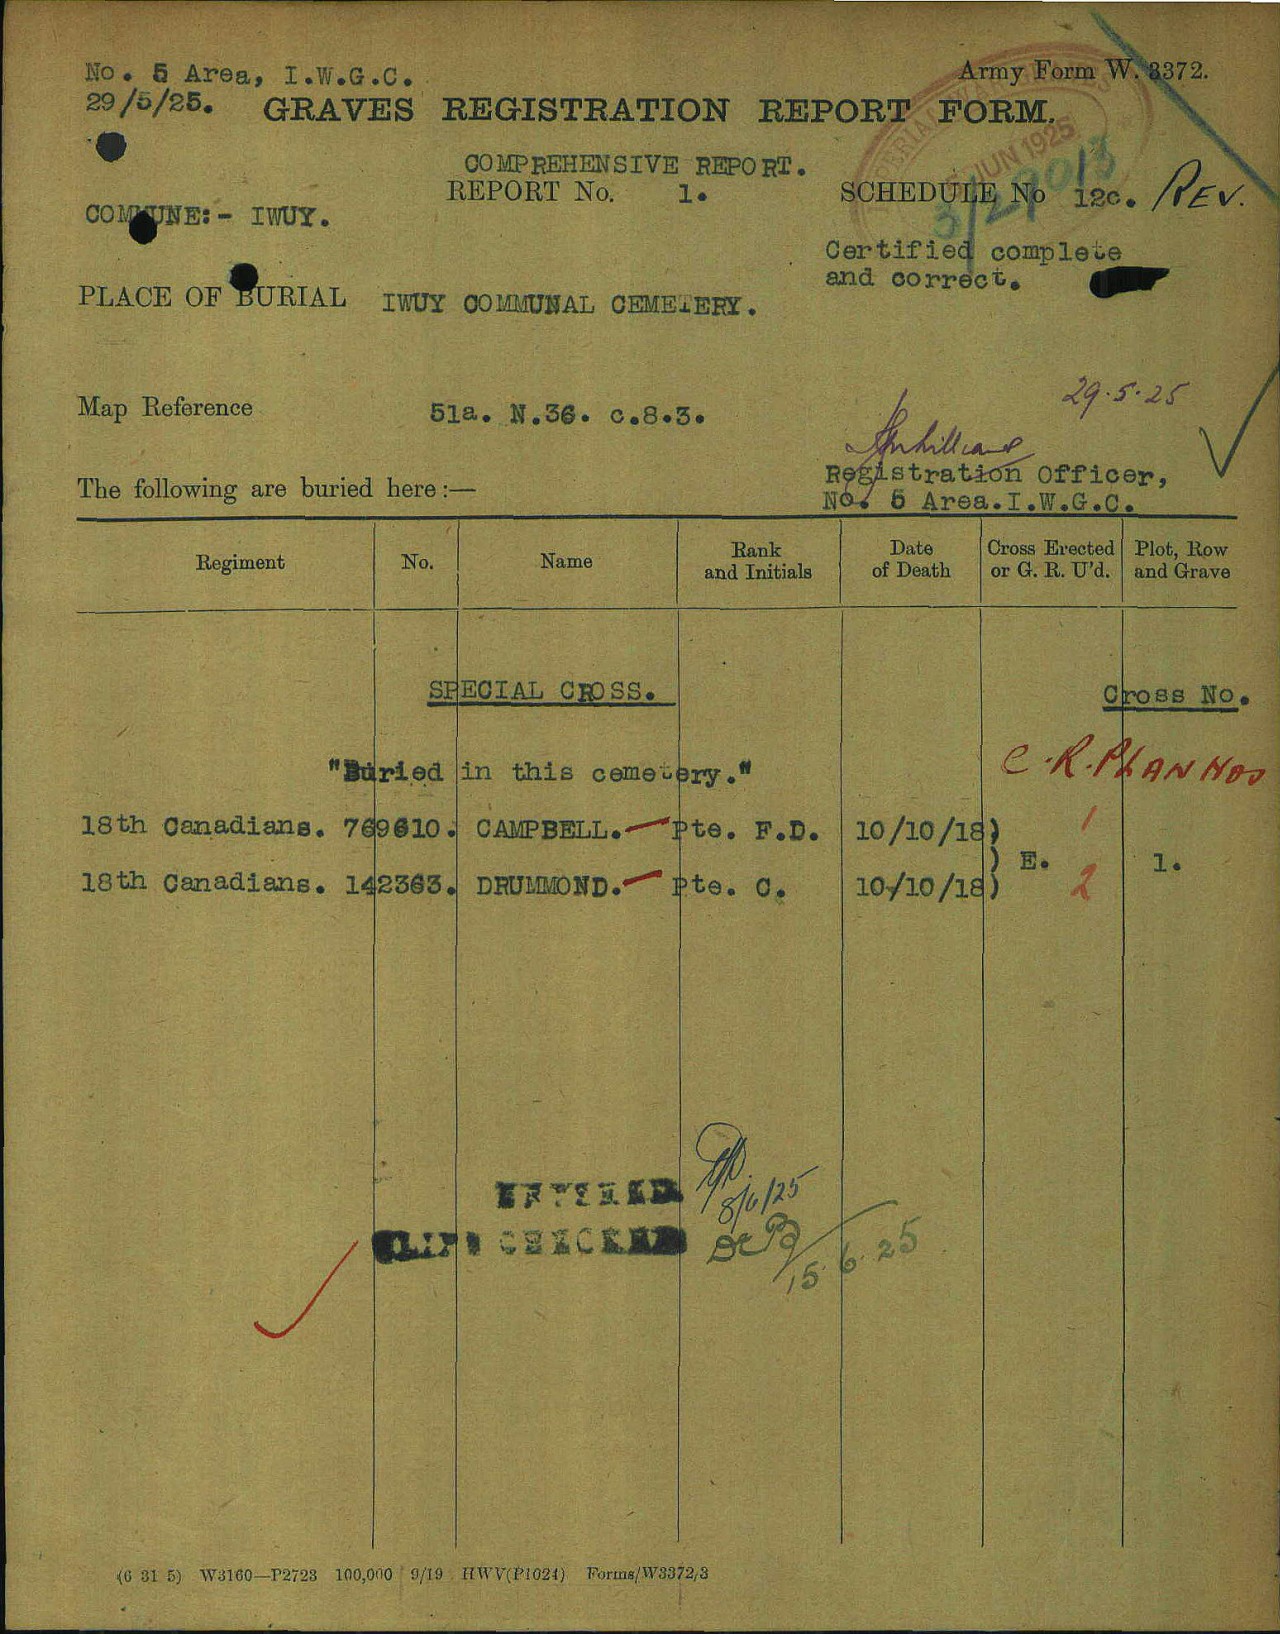 No. 5 Area, I.W.G.C.
Army Form W. 3372.
29/5/25.
GRAVES REGISTRATION REPORT FORM.
COMPREHENSIVE REPORT.
REPORT No. 1.
SCHEDULE No 12c. REV.
5 JUN 1925
COMMUNE:- IWUY.
Certified complete
and correct.
PLACE OF BURIAL IWUY COMMUNAL CEMETERY.
29.5.25
Map Reference 51a. N.36. c.8.3.
Registration Officer,
The following are buried here:—
No. 5 Area. I.W.G.C.
Regiment No. Name Rank and Initials Date of Death Cross Erected or G. R. U'd. Plot, Row and Grave
SPECIAL CROSS. Cross No.
"Buried in this cemetery." C.R. PLAN NOS
18th Canadians. 769610. CAMPBELL. Pte. F.D. 10/10/18) 1
) E. 1.
18th Canadians. 142363. DRUMMOND. Pte. C. 10/10/18) 2
8/6/25
CHECKED
15.6.25
(6 31 5) W3160—P2723 100,000 9/19 HWV(P1024) Forms/W3372/3